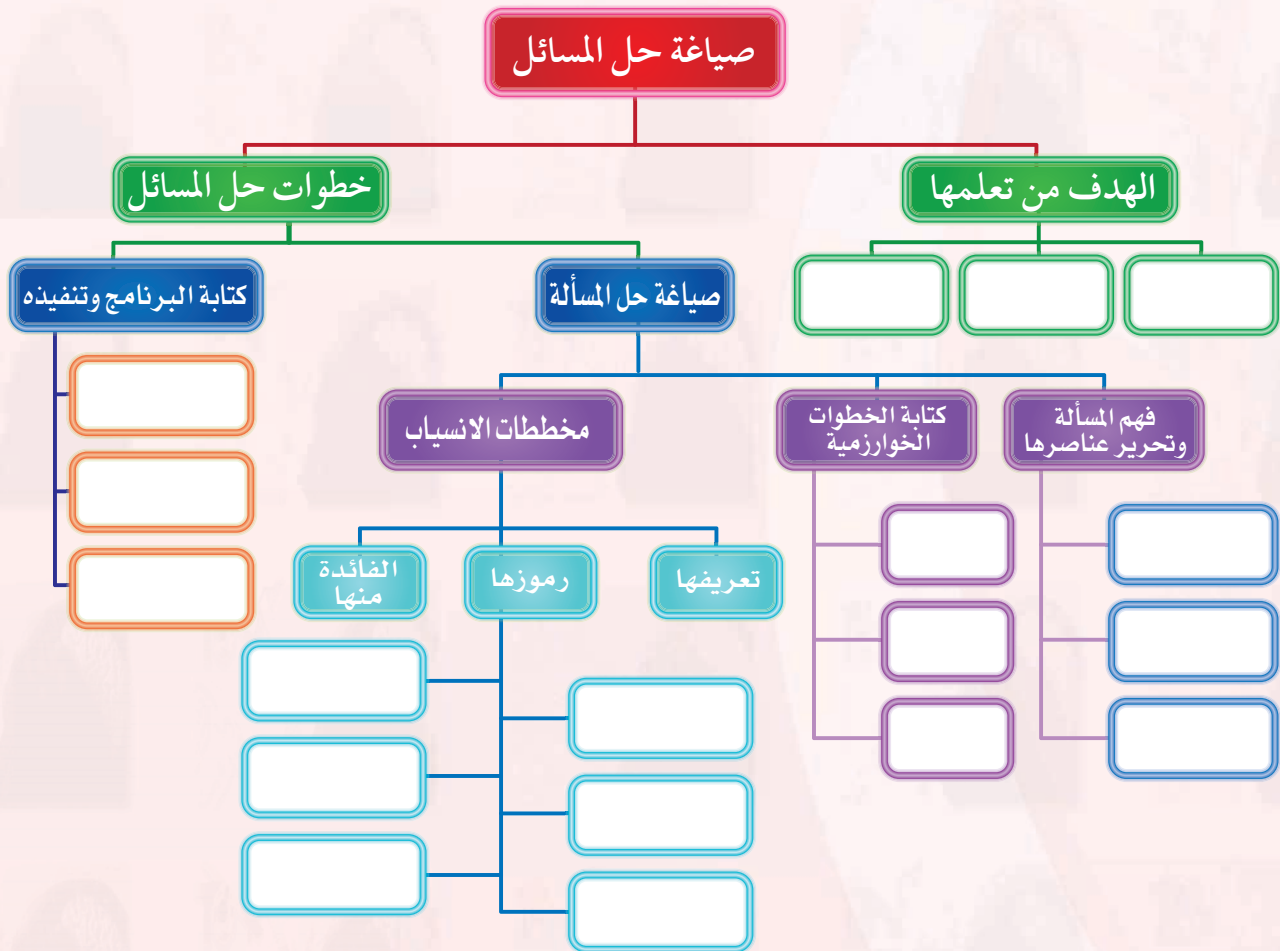 صياغة حل المسائل
الهدف من تعلمها
خطوات حل المسائل
صياغة حل المسألة
كتابة البرنامج وتنفيذه
فهم المسألة
وتحرير عناصرها
كتابة الخطوات
الخوارزمية
مخططات الانسياب
تعريفها
رموزها
الفائدة
منها